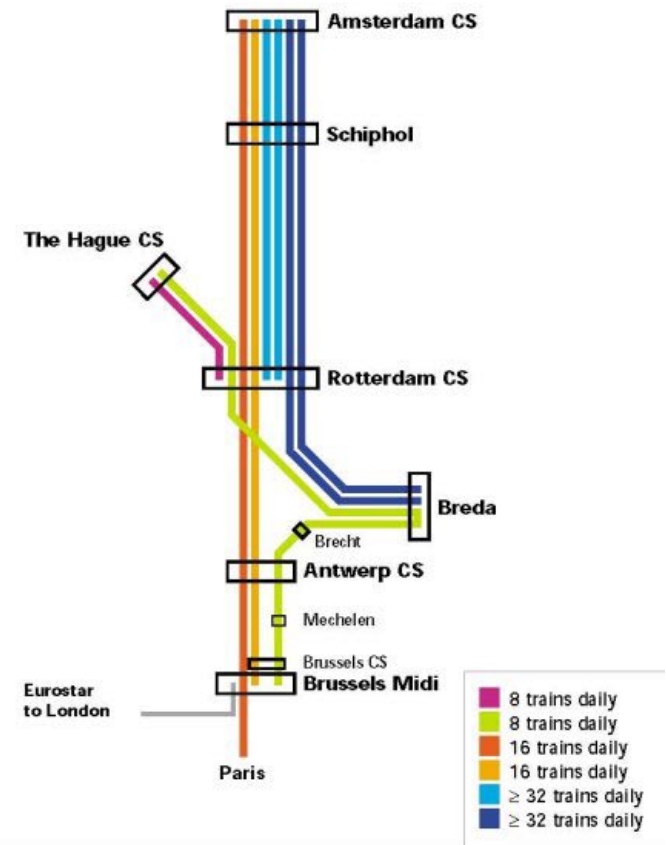 Amsterdam CS
Schiphol
The Hague CS
Rotterdam CS
Breda
Brecht
Antwerp CS
Mechelen
Brussels CS
Brussels Midi
Eurostar
to London
Paris
8 trains daily
8 trains daily
16 trains daily
16 trains daily
≥ 32 trains daily
≥ 32 trains daily